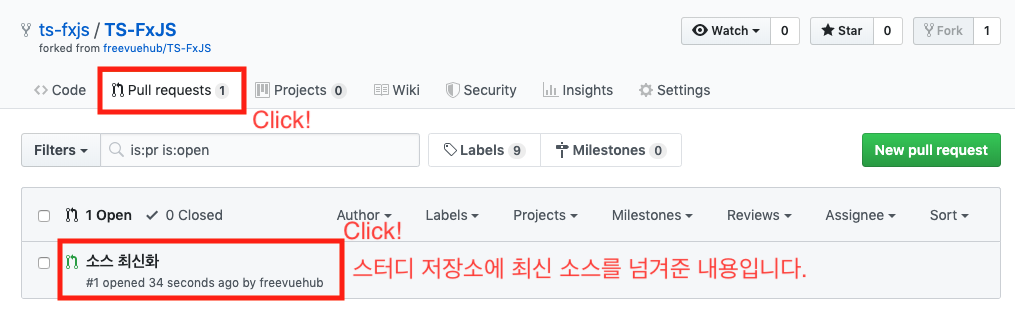 ts-fxjs / TS-FxJS
forked from freevuehub/TS-FxJS
Watch 0 Star 0 Fork 1
Code Pull requests 1 Projects 0 Wiki Security Insights Settings
Click!
Filters is:pr is:open Labels 9 Milestones 0 New pull request
1 Open 0 Closed Author Labels Projects Milestones Reviews Assignee Sort
Click!
소스 최신화
스터디 저장소에 최신 소스를 넘겨준 내용입니다.
#1 opened 34 seconds ago by freevuehub